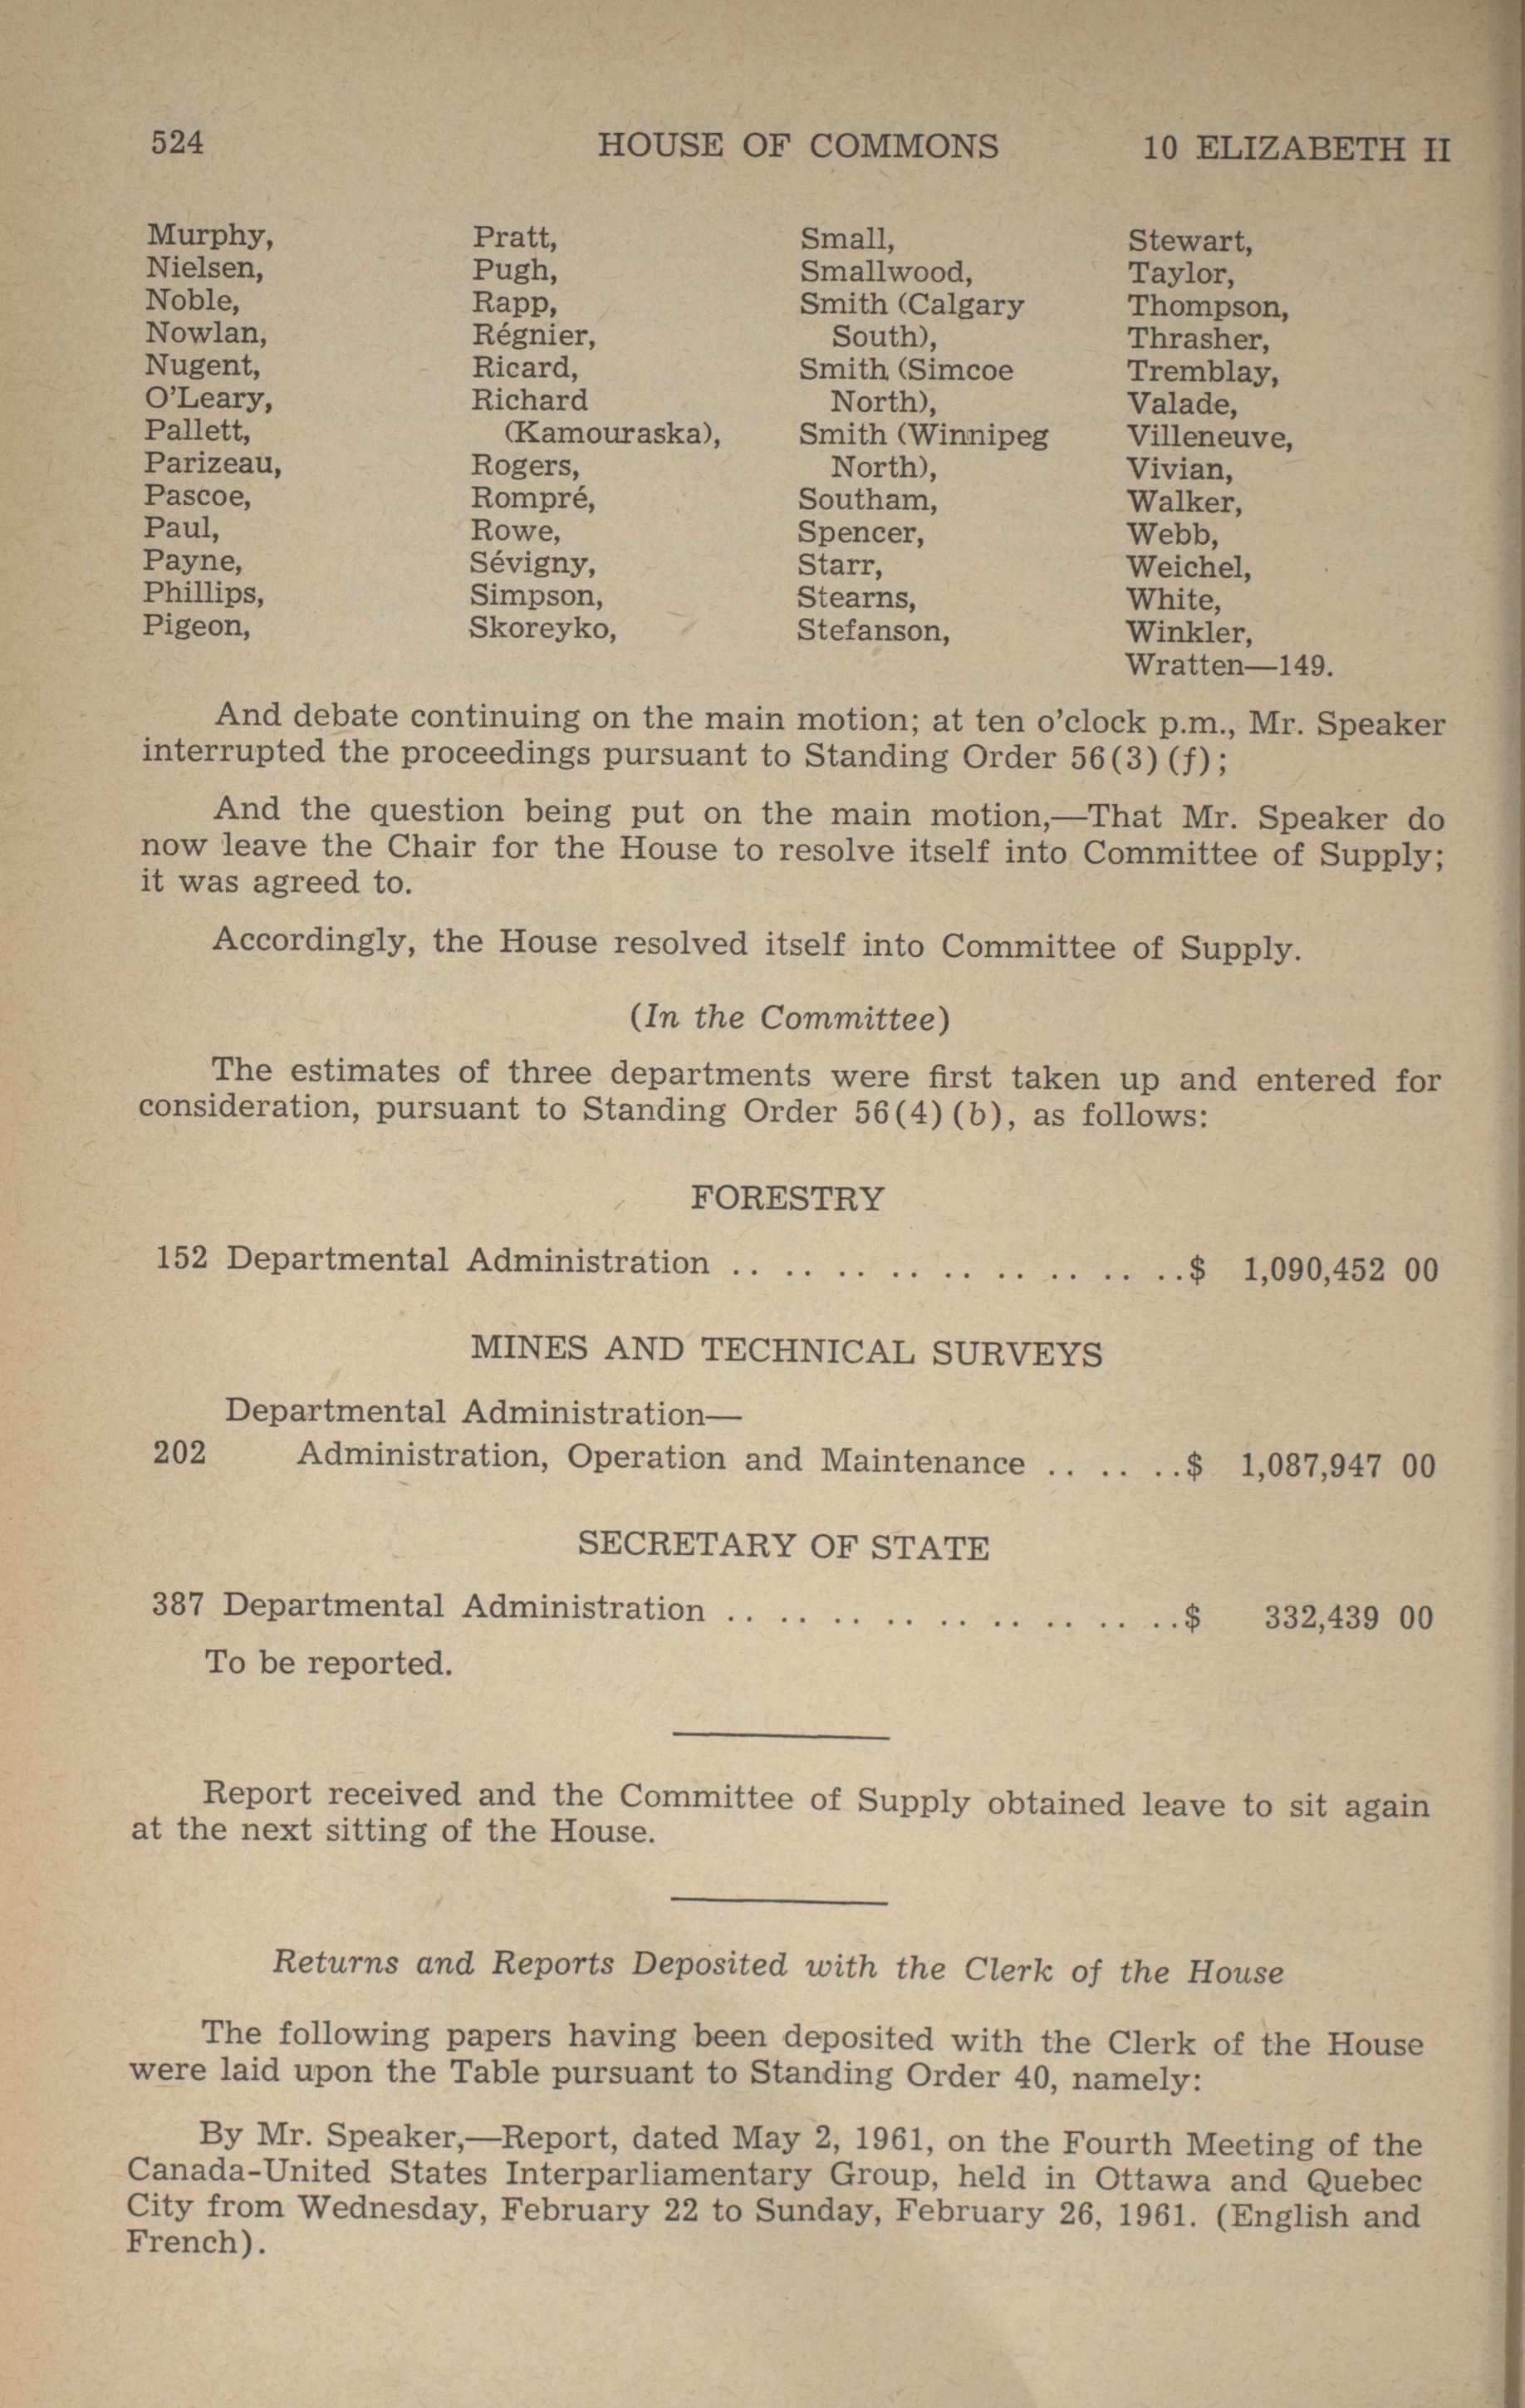 524 HOUSE OF COMMONS 10 ELIZABETH II
Murphy,
Nielsen,
Noble,
Nowlan,
Nugent,
O'Leary,
Pallett,
Parizeau,
Pascoe,
Paul,
Payne,
Phillips,
Pigeon,
Pratt,
Pugh,
Rapp,
Régnier,
Ricard,
Richard
(Kamouraska),
Rogers,
Rompré,
Rowe,
Sévigny,
Simpson,
Skoreyko,
Small,
Smallwood,
Smith (Calgary
South),
Smith (Simcoe
North),
Smith (Winnipeg
North),
Southam,
Spencer,
Starr,
Stearns,
Stefanson,
Stewart,
Taylor,
Thompson,
Thrasher,
Tremblay,
Valade,
Villeneuve,
Vivian,
Walker,
Webb,
Weichel,
White,
Winkler,
Wratten—149.
And debate continuing on the main motion; at ten o'clock p.m., Mr. Speaker
interrupted the proceedings pursuant to Standing Order 56(3)(f);
And the question being put on the main motion,—That Mr. Speaker do
now leave the Chair for the House to resolve itself into Committee of Supply;
it was agreed to.
Accordingly, the House resolved itself into Committee of Supply.
(In the Committee)
The estimates of three departments were first taken up and entered for
consideration, pursuant to Standing Order 56(4)(b), as follows:
FORESTRY
152 Departmental Administration .. .. .. .. .. .. .. .. ..$ 1,090,452 00
MINES AND TECHNICAL SURVEYS
Departmental Administration—
202 Administration, Operation and Maintenance .. .. ..$ 1,087,947 00
SECRETARY OF STATE
387 Departmental Administration .. .. .. .. .. .. .. .. ..$ 332,439 00
To be reported.
Report received and the Committee of Supply obtained leave to sit again
at the next sitting of the House.
Returns and Reports Deposited with the Clerk of the House
The following papers having been deposited with the Clerk of the House
were laid upon the Table pursuant to Standing Order 40, namely:
By Mr. Speaker,—Report, dated May 2, 1961, on the Fourth Meeting of the
Canada-United States Interparliamentary Group, held in Ottawa and Quebec
City from Wednesday, February 22 to Sunday, February 26, 1961. (English and
French).